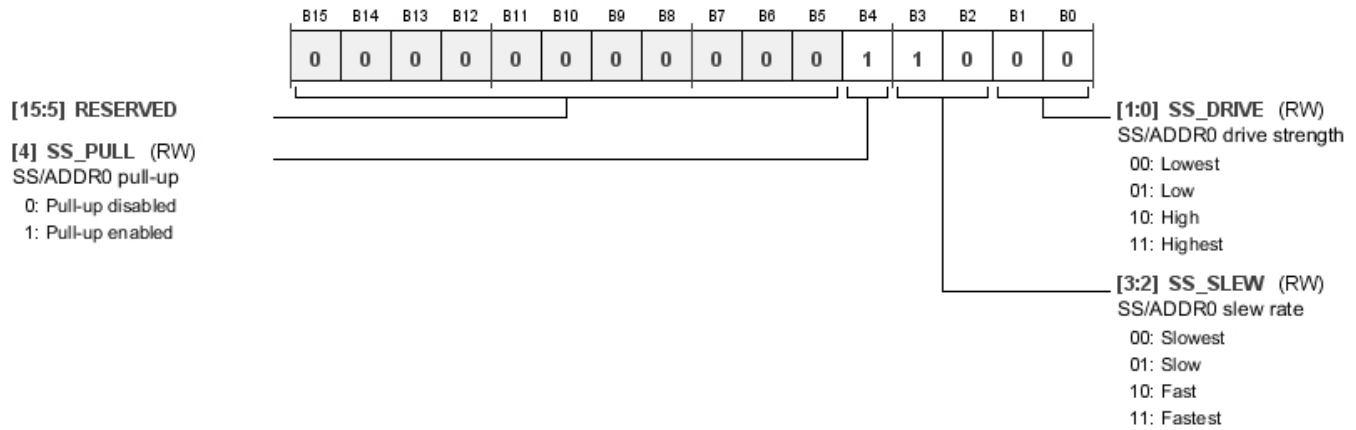 B15 B14 B13 B12 B11 B10 B9 B8 B7 B6 B5 B4 B3 B2 B1 B0
0 0 0 0 0 0 0 0 0 0 0 1 1 0 0 0
[15:5] RESERVED
[4] SS_PULL (RW)
SS/ADDR0 pull-up
0: Pull-up disabled
1: Pull-up enabled
[1:0] SS_DRIVE (RW)
SS/ADDR0 drive strength
00: Lowest
01: Low
10: High
11: Highest
[3:2] SS_SLEW (RW)
SS/ADDR0 slew rate
00: Slowest
01: Slow
10: Fast
11: Fastest